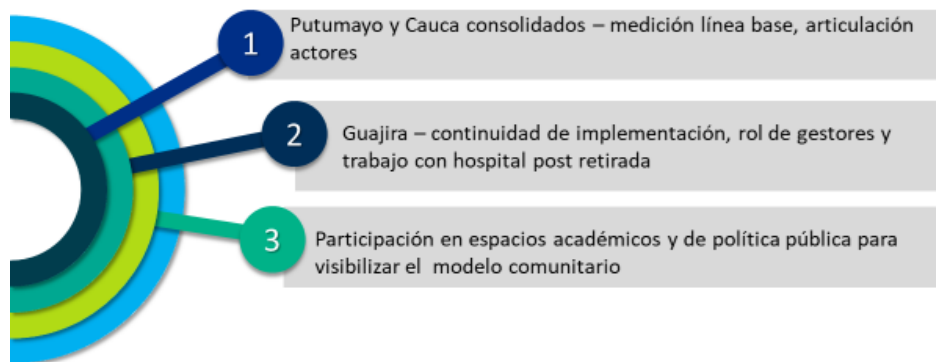 1
Putumayo y Cauca consolidados – medición línea base, articulación
actores
2
Guajira – continuidad de implementación, rol de gestores y
trabajo con hospital post retirada
3
Participación en espacios académicos y de política pública para
visibilizar el modelo comunitario